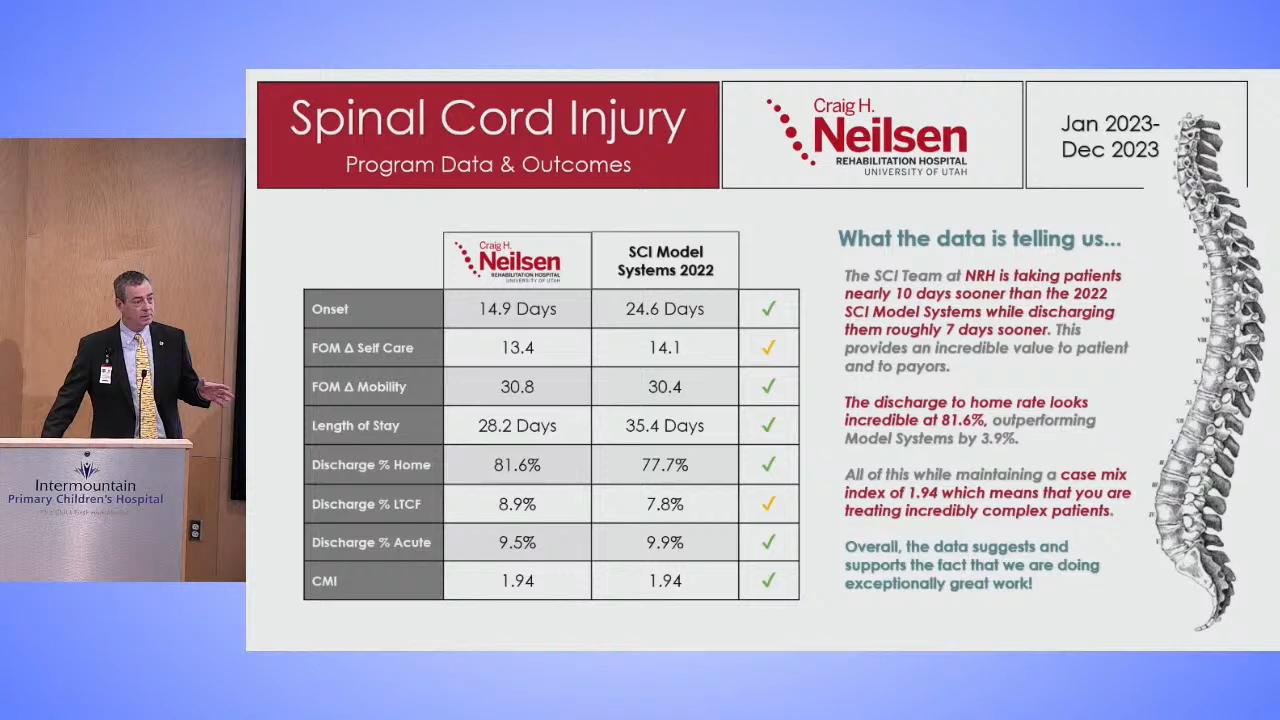 Spinal Cord Injury
Program Data & Outcomes
Craig H.
Neilsen
REHABILITATION HOSPITAL
UNIVERSITY OF UTAH
Jan 2023-
Dec 2023
Craig H.
Neilsen
REHABILITATION HOSPITAL
UNIVERSITY OF UTAH
SCI Model
Systems 2022
Onset 14.9 Days 24.6 Days ✓
FOM Δ Self Care 13.4 14.1 ✓
FOM Δ Mobility 30.8 30.4 ✓
Length of Stay 28.2 Days 35.4 Days ✓
Discharge % Home 81.6% 77.7% ✓
Discharge % LTCF 8.9% 7.8% ✓
Discharge % Acute 9.5% 9.9% ✓
CMI 1.94 1.94 ✓
What the data is telling us...
The SCI Team at NRH is taking patients
nearly 10 days sooner than the 2022
SCI Model Systems while discharging
them roughly 7 days sooner. This
provides an incredible value to patient
and to payors.
The discharge to home rate looks
incredible at 81.6%, outperforming
Model Systems by 3.9%.
All of this while maintaining a case mix
index of 1.94 which means that you are
treating incredibly complex patients.
Overall, the data suggests and
supports the fact that we are doing
exceptionally great work!
Intermountain
Primary Children's Hospital